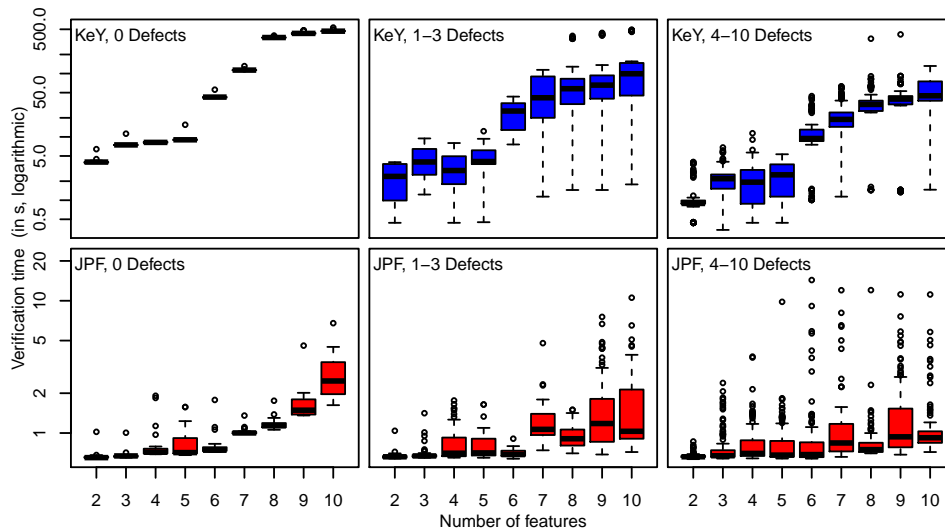 KeY, 0 Defects
KeY, 1–3 Defects
KeY, 4–10 Defects
500.0
50.0
5.0
0.5
JPF, 0 Defects
JPF, 1–3 Defects
JPF, 4–10 Defects
20
10
5
2
1
Verification time (in s, logarithmic)
2 3 4 5 6 7 8 9 10
2 3 4 5 6 7 8 9 10
2 3 4 5 6 7 8 9 10
Number of features